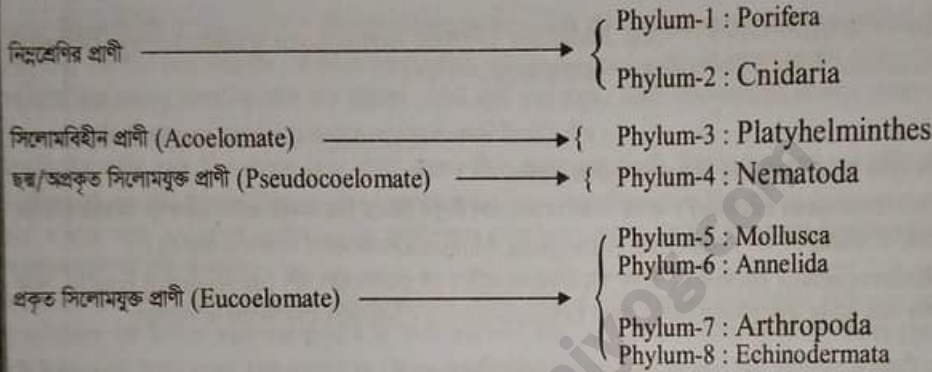 নিম্নশ্রেণির প্রাণী
Phylum-1 : Porifera
Phylum-2 : Cnidaria
সিলোমবিহীন প্রাণী (Acoelomate) { Phylum-3 : Platyhelminthes
ছদ্ম/অপ্রকৃত সিলোমযুক্ত প্রাণী (Pseudocoelomate) { Phylum-4 : Nematoda
প্রকৃত সিলোমযুক্ত প্রাণী (Eucoelomate)
Phylum-5 : Mollusca
Phylum-6 : Annelida
Phylum-7 : Arthropoda
Phylum-8 : Echinodermata